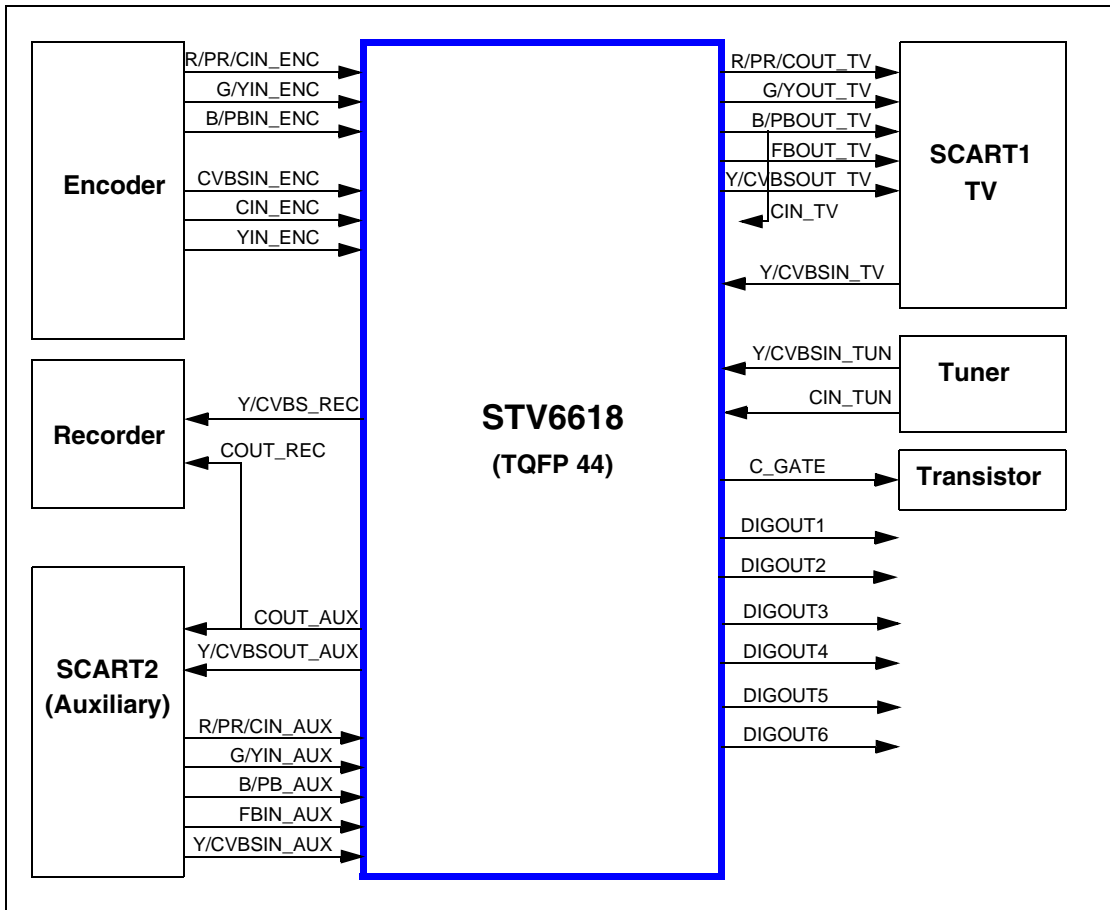 Encoder
R/PR/CIN_ENC
G/YIN_ENC
B/PBIN_ENC
CVBSIN_ENC
CIN_ENC
YIN_ENC
Recorder
Y/CVBS_REC
COUT_REC
SCART2
(Auxiliary)
COUT_AUX
Y/CVBSOUT_AUX
R/PR/CIN_AUX
G/YIN_AUX
B/PB_AUX
FBIN_AUX
Y/CVBSIN_AUX
STV6618
(TQFP 44)
R/PR/COUT_TV
G/YOUT_TV
B/PBOUT_TV
FBOUT_TV
Y/CVBSOUT_TV
CIN_TV
Y/CVBSIN_TV
SCART1
TV
Y/CVBSIN_TUN
CIN_TUN
Tuner
C_GATE
Transistor
DIGOUT1
DIGOUT2
DIGOUT3
DIGOUT4
DIGOUT5
DIGOUT6